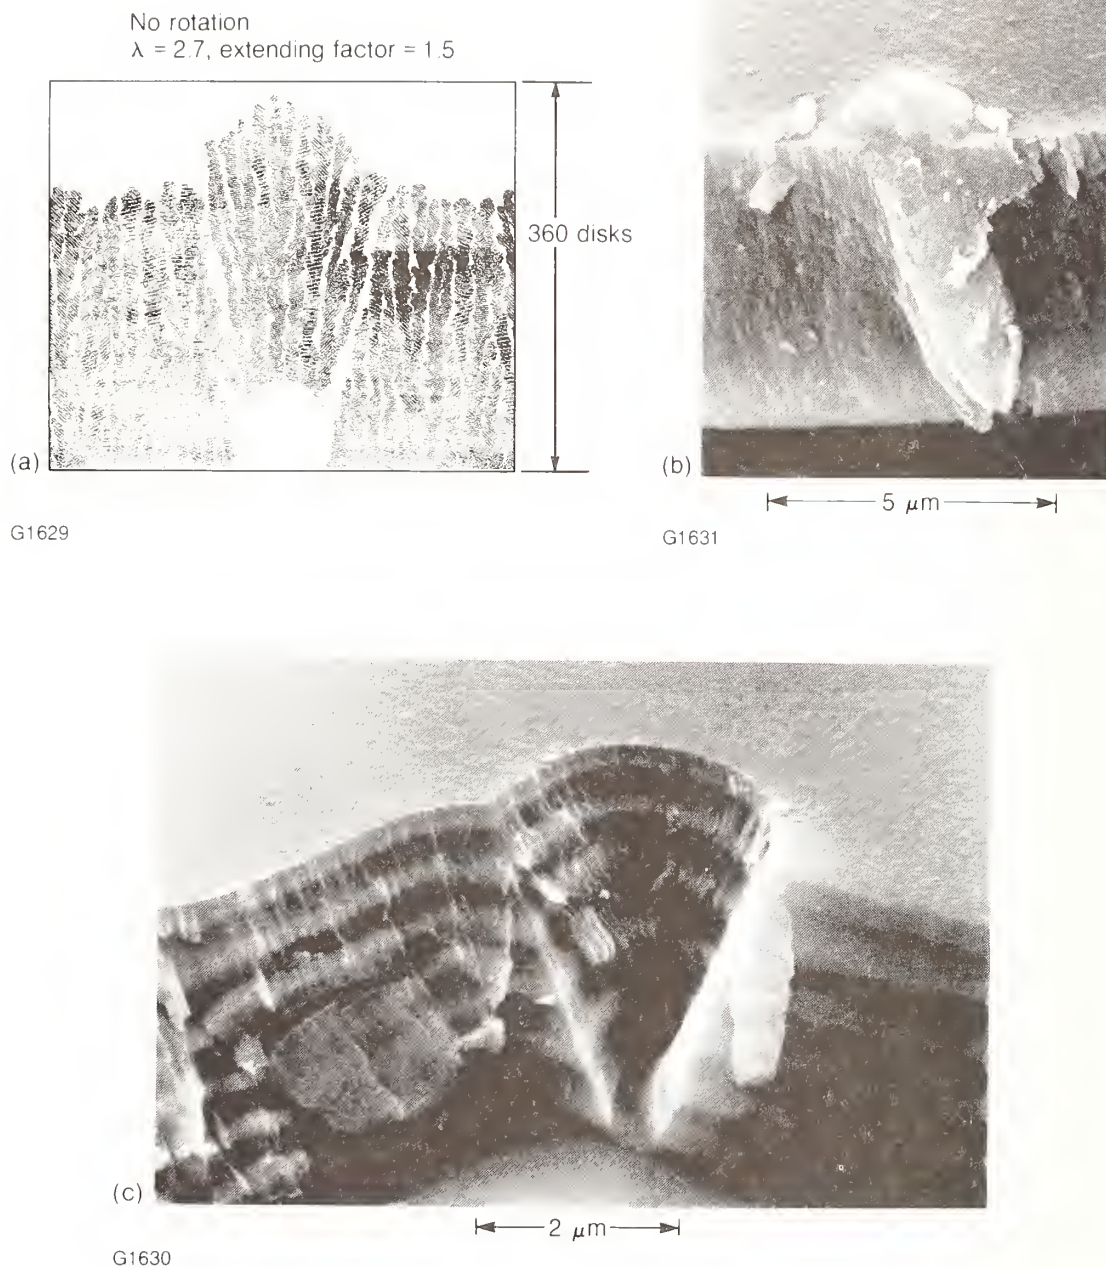 No rotation
λ = 2.7, extending factor = 1.5
360 disks
(a)
G1629
(b)
5 μm
G1631
(c)
2 μm
G1630